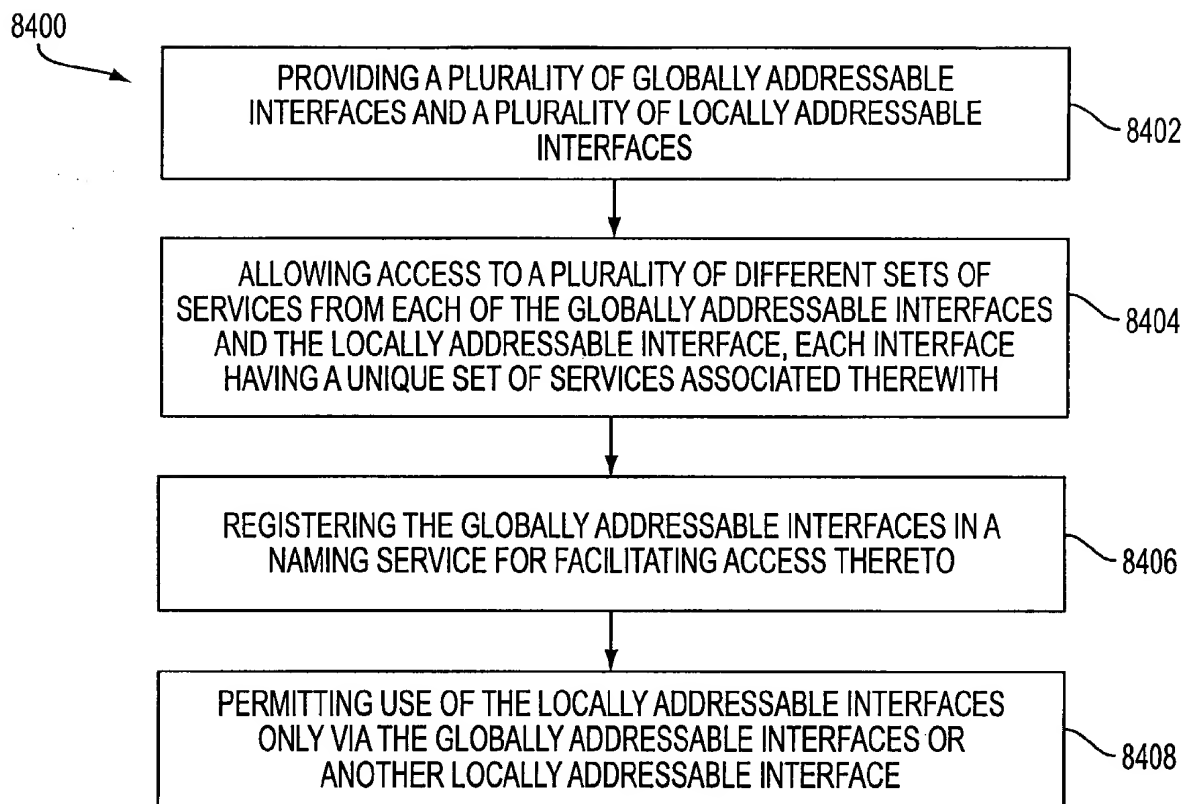 8400
PROVIDING A PLURALITY OF GLOBALLY ADDRESSABLE
INTERFACES AND A PLURALITY OF LOCALLY ADDRESSABLE
INTERFACES
8402
ALLOWING ACCESS TO A PLURALITY OF DIFFERENT SETS OF
SERVICES FROM EACH OF THE GLOBALLY ADDRESSABLE INTERFACES
AND THE LOCALLY ADDRESSABLE INTERFACE, EACH INTERFACE
HAVING A UNIQUE SET OF SERVICES ASSOCIATED THEREWITH
8404
REGISTERING THE GLOBALLY ADDRESSABLE INTERFACES IN A
NAMING SERVICE FOR FACILITATING ACCESS THERETO
8406
PERMITTING USE OF THE LOCALLY ADDRESSABLE INTERFACES
ONLY VIA THE GLOBALLY ADDRESSABLE INTERFACES OR
ANOTHER LOCALLY ADDRESSABLE INTERFACE
8408